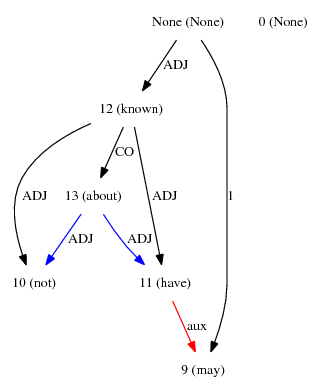 None (None) 0 (None)
ADJ
12 (known)
CO
ADJ 13 (about) ADJ 1
ADJ ADJ
10 (not) 11 (have)
aux
9 (may)